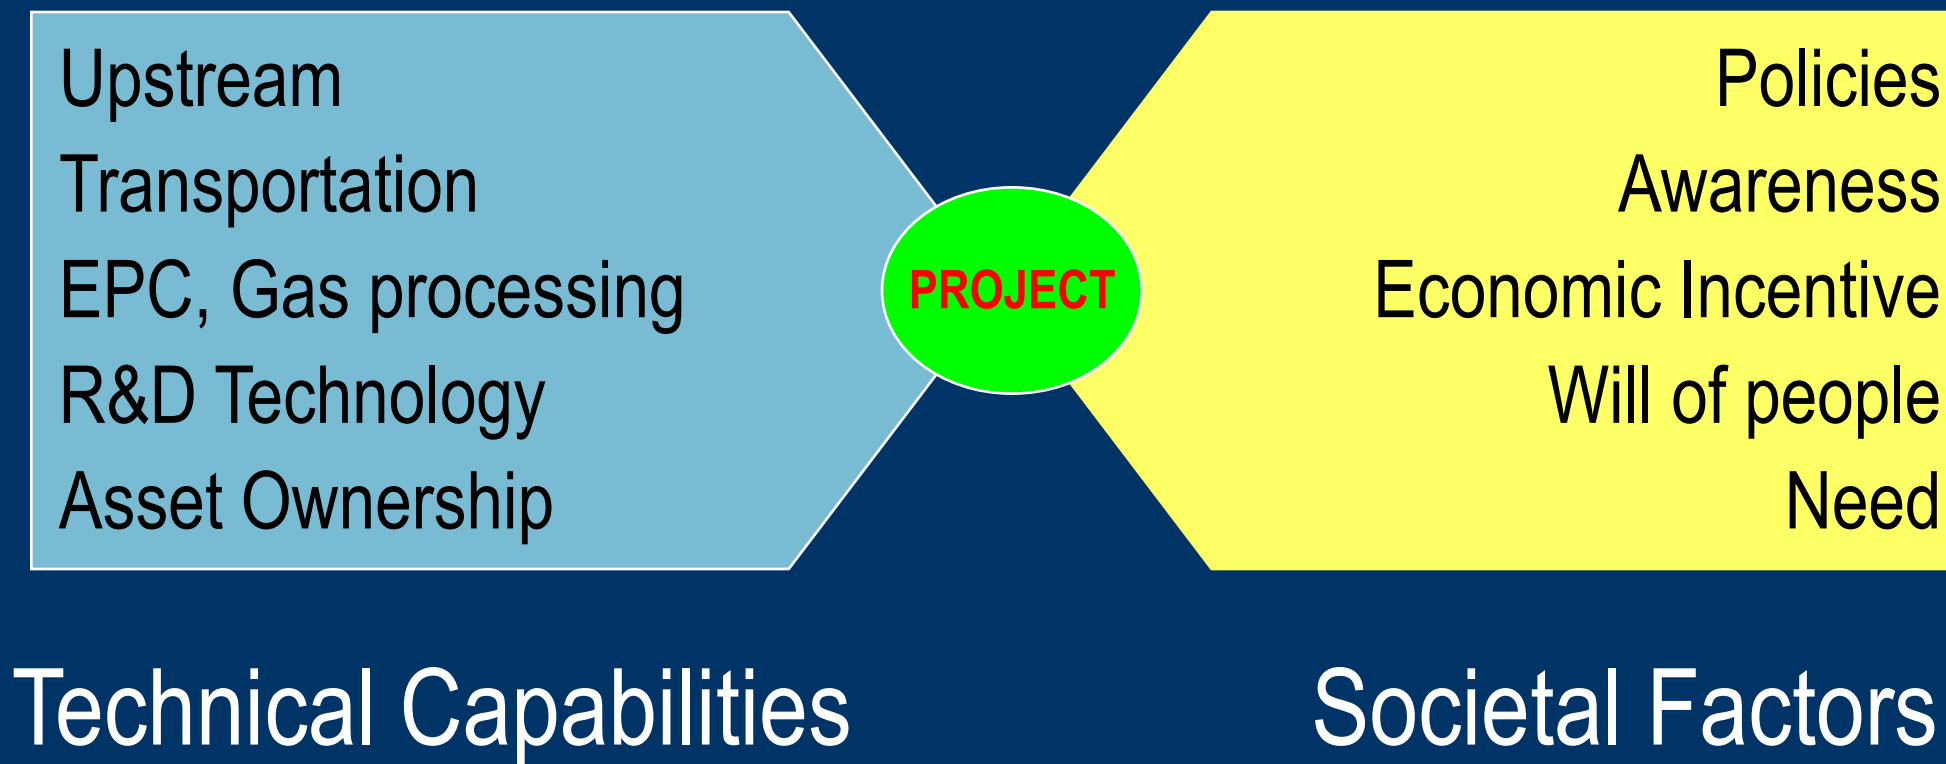 Upstream
Transportation
EPC, Gas processing
R&D Technology
Asset Ownership
PROJECT
Policies
Awareness
Economic Incentive
Will of people
Need
Technical Capabilities
Societal Factors